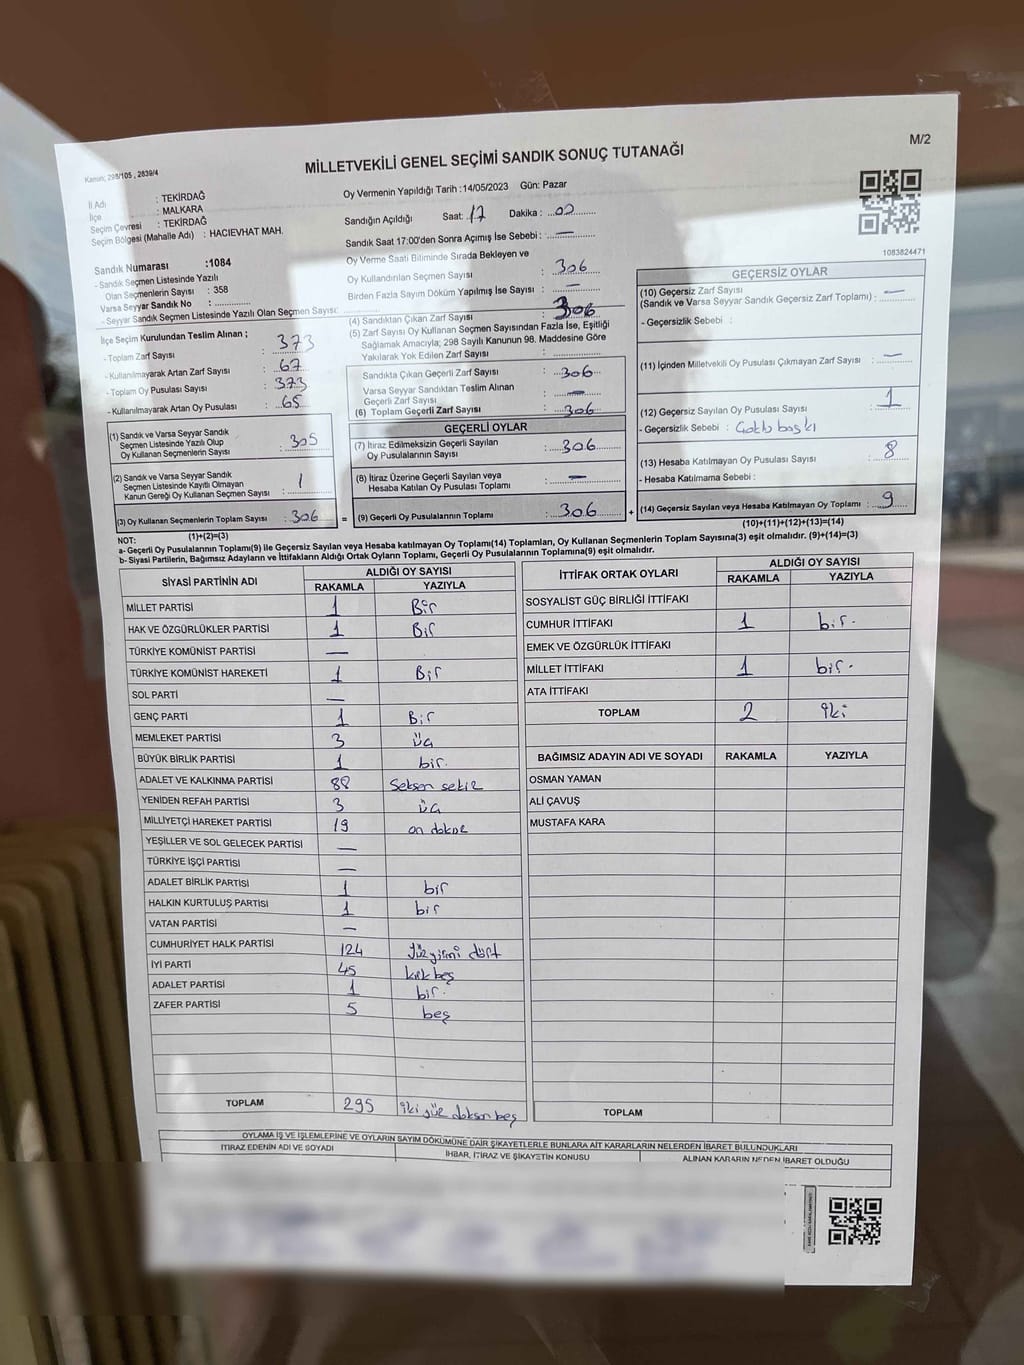 M/2
Kanun; 298/105 , 2839/4
MİLLETVEKİLİ GENEL SEÇİMİ SANDIK SONUÇ TUTANAĞI
İl Adı : TEKİRDAĞ
İlçe : MALKARA
Seçim Çevresi : TEKİRDAĞ
Seçim Bölgesi (Mahalle Adı) : HACIEVHAT MAH.
Sandık Numarası :1084
- Sandık Seçmen Listesinde Yazılı
Olan Seçmenlerin Sayısı : 358
Varsa Seyyar Sandık No :
- Seyyar Sandık Seçmen Listesinde Yazılı Olan Seçmen Sayısı:
İlçe Seçim Kurulundan Teslim Alınan ;
- Toplam Zarf Sayısı : 373
- Kullanılmayarak Artan Zarf Sayısı : 67
- Toplam Oy Pusulası Sayısı : 373
- Kullanılmayarak Artan Oy Pusulası : 65
(1) Sandık ve Varsa Seyyar Sandık
Seçmen Listesinde Yazılı Olup
Oy Kullanan Seçmenlerin Sayısı : 305
(2) Sandık ve Varsa Seyyar Sandık
Seçmen Listesinde Kayıtlı Olmayan
Kanun Gereği Oy Kullanan Seçmen Sayısı : 1
(3) Oy Kullanan Seçmenlerin Toplam Sayısı : 306
(1)+(2)=(3)
Oy Vermenin Yapıldığı Tarih :14/05/2023 Gün: Pazar
Sandığın Açıldığı Saat: 17 Dakika : 00
Sandık Saat 17:00'den Sonra Açımış İse Sebebi : —
Oy Verme Saati Bitiminde Sırada Bekleyen ve
Oy Kullandırılan Seçmen Sayısı : 306
Birden Fazla Sayım Döküm Yapılmış İse Sayısı : —
(4) Sandıktan Çıkan Zarf Sayısı : 306
(5) Zarf Sayısı Oy Kullanan Seçmen Sayısından Fazla İse, Eşitliği
Sağlamak Amacıyla; 298 Sayılı Kanunun 98. Maddesine Göre
Yakılarak Yok Edilen Zarf Sayısı :
Sandıkta Çıkan Geçerli Zarf Sayısı : 306
Varsa Seyyar Sandıktan Teslim Alınan
Geçerli Zarf Sayısı : —
(6) Toplam Geçerli Zarf Sayısı : 306
GEÇERLİ OYLAR
(7) İtiraz Edilmeksizin Geçerli Sayılan
Oy Pusulalarının Sayısı : 306
(8) İtiraz Üzerine Geçerli Sayılan veya
Hesaba Katılan Oy Pusulası Toplamı : —
= (9) Geçerli Oy Pusulalarının Toplamı : 306 +
1083824471
GEÇERSİZ OYLAR
(10) Geçersiz Zarf Sayısı
(Sandık ve Varsa Seyyar Sandık Geçersiz Zarf Toplamı) : —
- Geçersizlik Sebebi :
(11) İçinden Milletvekili Oy Pusulası Çıkmayan Zarf Sayısı : —
(12) Geçersiz Sayılan Oy Pusulası Sayısı : 1
- Geçersizlik Sebebi : baskı
(13) Hesaba Katılmayan Oy Pusulası Sayısı : 8
- Hesaba Katılmama Sebebi :
(14) Geçersiz Sayılan veya Hesaba Katılmayan Oy Toplamı : 9
(10)+(11)+(12)+(13)=(14)
NOT:
a- Geçerli Oy Pusulalarının Toplamı(9) ile Geçersiz Sayılan veya Hesaba katılmayan Oy Toplamı(14) Toplamları, Oy Kullanan Seçmenlerin Toplam Sayısına(3) eşit olmalıdır. (9)+(14)=(3)
b- Siyasi Partilerin, Bağımsız Adayların ve İttifakların Aldığı Ortak Oyların Toplamı, Geçerli Oy Pusulalarının Toplamına(9) eşit olmalıdır.
SİYASİ PARTİNİN ADI ALDIĞI OY SAYISI
RAKAMLA YAZIYLA
MİLLET PARTİSİ 1 Bir
HAK VE ÖZGÜRLÜKLER PARTİSİ 1 Bir
TÜRKİYE KOMÜNİST PARTİSİ —
TÜRKİYE KOMÜNİST HAREKETİ 1 Bir
SOL PARTİ —
GENÇ PARTİ 1 Bir
MEMLEKET PARTİSİ 3 üç
BÜYÜK BİRLİK PARTİSİ 1 bir.
ADALET VE KALKINMA PARTİSİ 88 Seksen sekiz
YENİDEN REFAH PARTİSİ 3 üç
MİLLİYETÇİ HAREKET PARTİSİ 19 on dokuz
YEŞİLLER VE SOL GELECEK PARTİSİ —
TÜRKİYE İŞÇİ PARTİSİ —
ADALET BİRLİK PARTİSİ 1 bir
HALKIN KURTULUŞ PARTİSİ 1 bir
VATAN PARTİSİ —
CUMHURİYET HALK PARTİSİ 124 Yüzyirmi dört
İYİ PARTİ 45 kırkbeş
ADALET PARTİSİ 1 bir.
ZAFER PARTİSİ 5 beş
TOPLAM 295 iki yüz doksan beş
İTTİFAK ORTAK OYLARI ALDIĞI OY SAYISI
RAKAMLA YAZIYLA
SOSYALİST GÜÇ BİRLİĞİ İTTİFAKI
CUMHUR İTTİFAKI 1 bir.
EMEK VE ÖZGÜRLÜK İTTİFAKI
MİLLET İTTİFAKI 1 bir.
ATA İTTİFAKI
TOPLAM 2 iki
BAĞIMSIZ ADAYIN ADI VE SOYADI RAKAMLA YAZIYLA
OSMAN YAMAN
ALİ ÇAVUŞ
MUSTAFA KARA
TOPLAM
OYLAMA İŞ VE İŞLEMLERİNE VE OYLARIN SAYIM DÖKÜMÜNE DAİR ŞİKAYETLERLE BUNLARA AİT KARARLARIN NELERDEN İBARET BULUNDUKLARI
İTİRAZ EDENİN ADI VE SOYADI İHBAR, İTİRAZ VE ŞİKAYETİN KONUSU ALINAN KARARIN NEDEN İBARET OLDUĞU